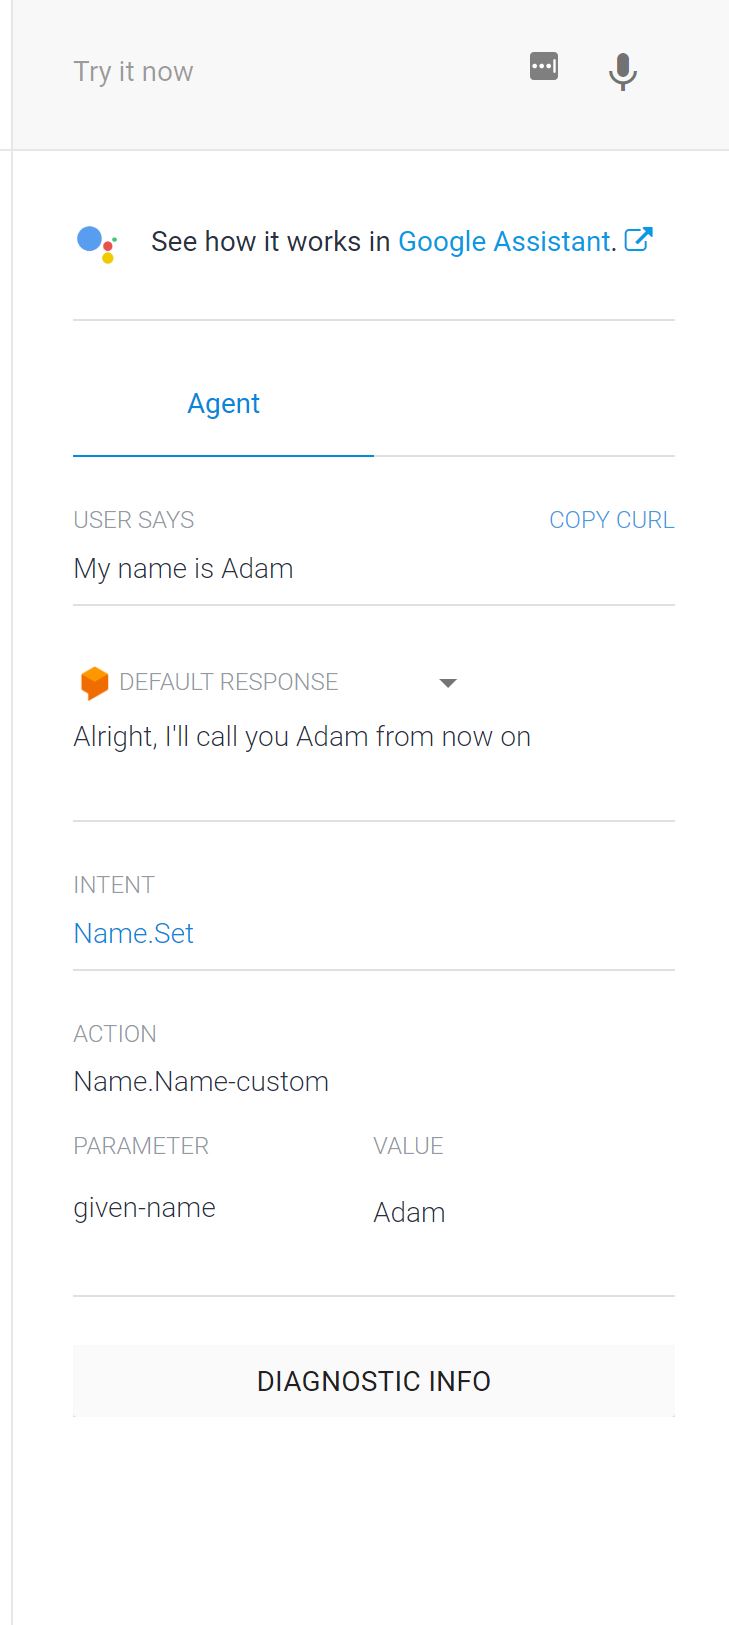 Try it now
See how it works in Google Assistant.
Agent
USER SAYS COPY CURL
My name is Adam
DEFAULT RESPONSE
Alright, I'll call you Adam from now on
INTENT
Name.Set
ACTION
Name.Name-custom
PARAMETER VALUE
given-name Adam
DIAGNOSTIC INFO